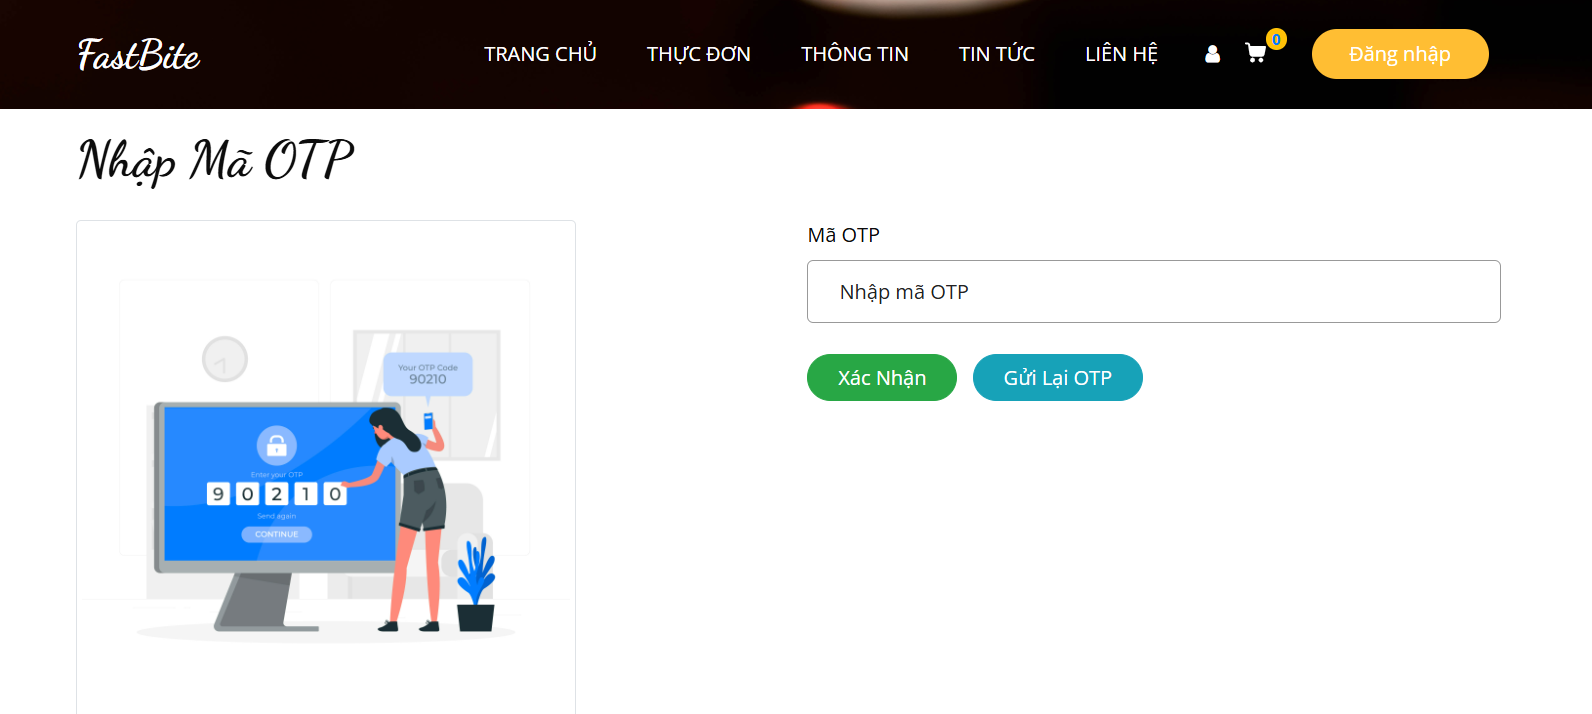 FastBite
TRANG CHỦ THỰC ĐƠN THÔNG TIN TIN TỨC LIÊN HỆ 0 Đăng nhập
Nhập Mã OTP
Mã OTP
Nhập mã OTP
Xác Nhận Gửi Lại OTP
Your OTP Code
90210
Enter your OTP
9 0 2 1 0
Send again
CONTINUE